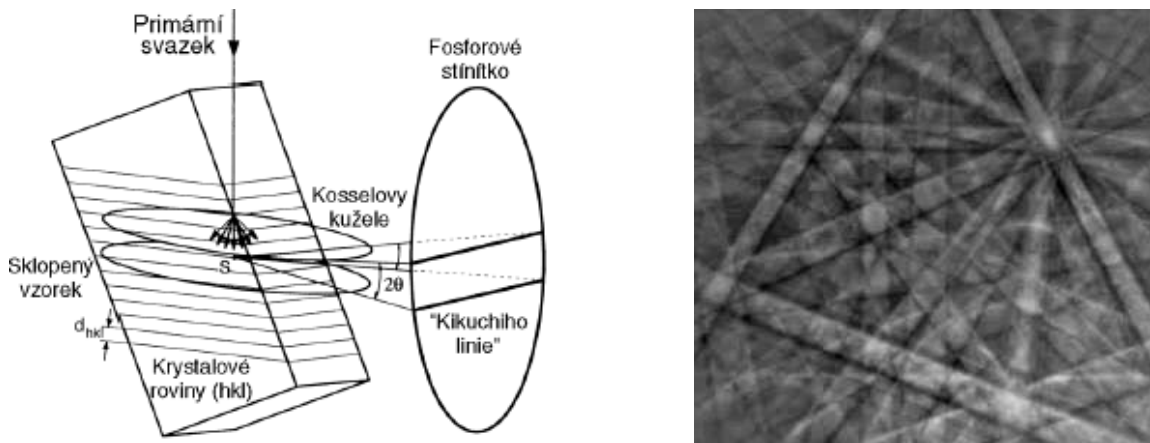 Primární
svazek
Fosforové
stínítko
Kosselovy
kužele
S
Sklopený
vzorek
2θ
d hkl
"Kikuchiho
linie"
Krystalové
roviny (hkl)